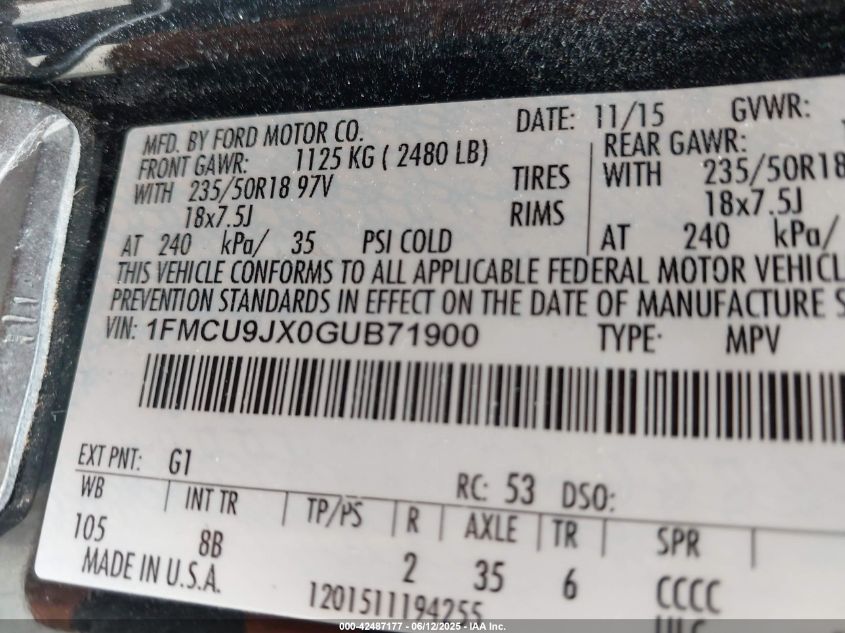 MFD. BY FORD MOTOR CO. DATE: 11/15 GVWR:
FRONT GAWR: 1125 KG ( 2480 LB) REAR GAWR:
WITH 235/50R18 97V TIRES WITH 235/50R18
18x7.5J RIMS 18x7.5J
AT 240 kPa/ 35 PSI COLD AT 240 kPa/
THIS VEHICLE CONFORMS TO ALL APPLICABLE FEDERAL MOTOR VEHICL
PREVENTION STANDARDS IN EFFECT ON THE DATE OF MANUFACTURE S
VIN: 1FMCU9JX0GUB71900 TYPE: MPV
EXT PNT: G1 RC: 53 DSO:
WB INT TR TP/PS R AXLE TR SPR
105 8B 2 35 6 CCCC
MADE IN U.S.A. 1201511194255
000-42487177 - 06/12/2025 - ©IAA Inc.